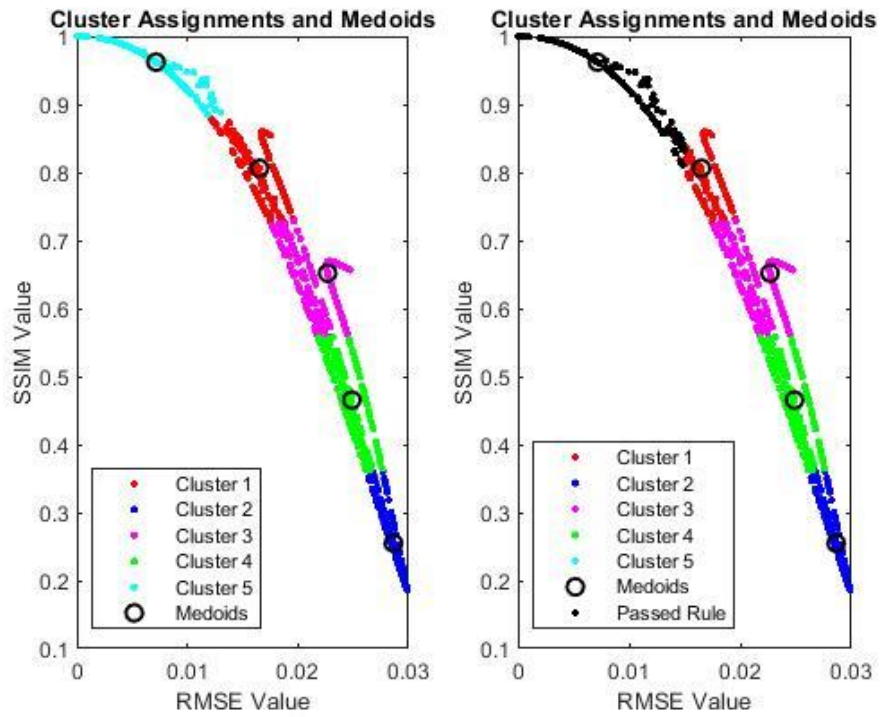 Cluster Assignments and Medoids
1
0.9
0.8
0.7
0.6
0.5
0.4
0.3
0.2
0.1
SSIM Value
0
0.01
0.02
0.03
RMSE Value
Cluster 1
Cluster 2
Cluster 3
Cluster 4
Cluster 5
Medoids
Cluster Assignments and Medoids
1
0.9
0.8
0.7
0.6
0.5
0.4
0.3
0.2
0.1
SSIM Value
0
0.01
0.02
0.03
RMSE Value
Cluster 1
Cluster 2
Cluster 3
Cluster 4
Cluster 5
Medoids
Passed Rule